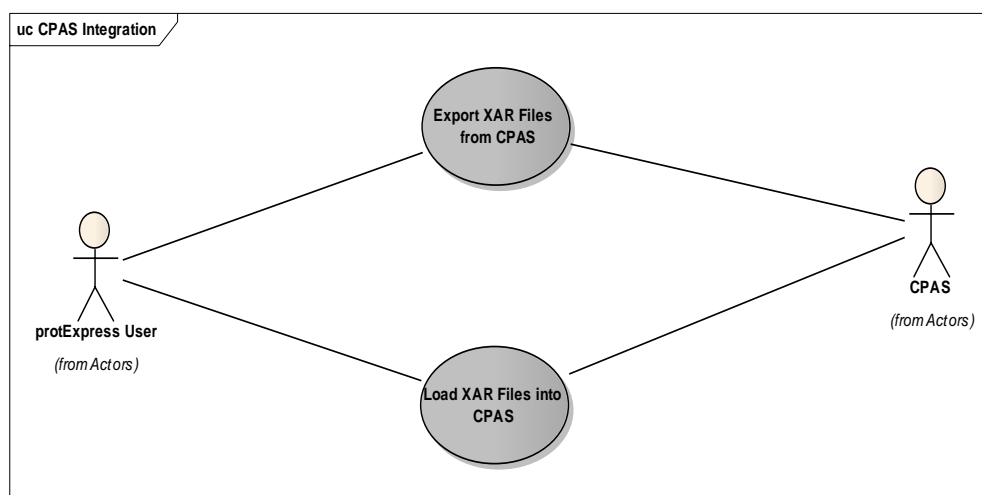 uc CPAS Integration
Export XAR Files
from CPAS
protExpress User
(from Actors)
CPAS
(from Actors)
Load XAR Files into
CPAS